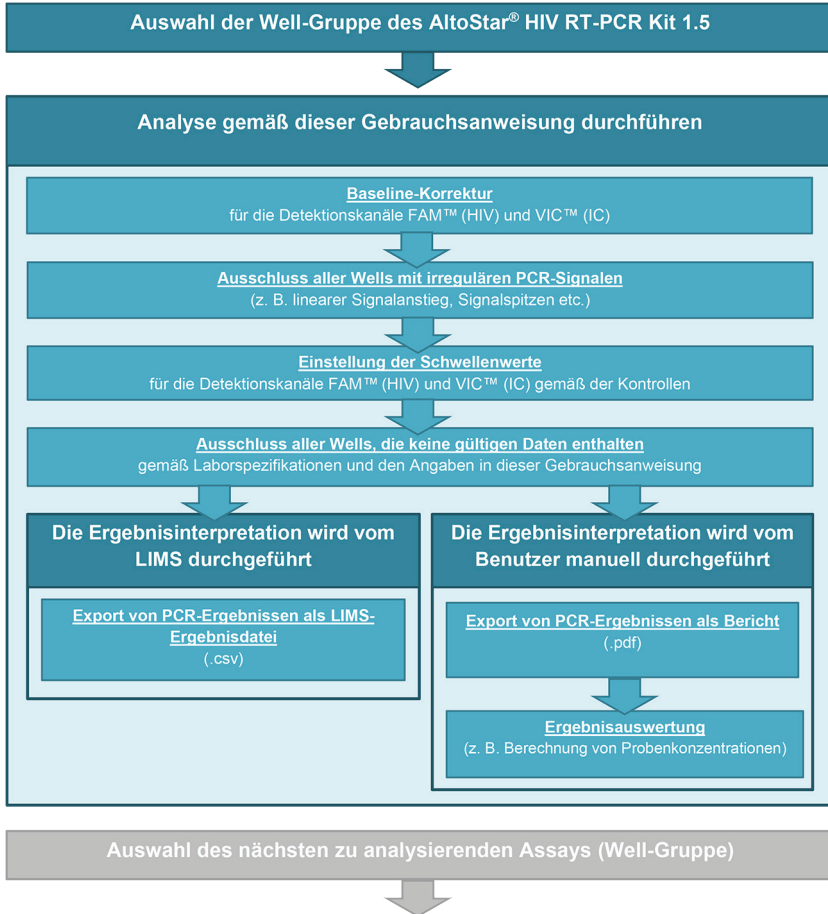 Auswahl der Well-Gruppe des AltoStar® HIV RT-PCR Kit 1.5
Analyse gemäß dieser Gebrauchsanweisung durchführen
Baseline-Korrektur
für die Detektionskanäle FAM™ (HIV) und VIC™ (IC)
Ausschluss aller Wells mit irregulären PCR-Signalen
(z. B. linearer Signalanstieg, Signalspitzen etc.)
Einstellung der Schwellenwerte
für die Detektionskanäle FAM™ (HIV) und VIC™ (IC) gemäß der Kontrollen
Ausschluss aller Wells, die keine gültigen Daten enthalten
gemäß Laborspezifikationen und den Angaben in dieser Gebrauchsanweisung
Die Ergebnisinterpretation wird vom
LIMS durchgeführt
Export von PCR-Ergebnissen als LIMS-
Ergebnisdatei
(.csv)
Die Ergebnisinterpretation wird vom
Benutzer manuell durchgeführt
Export von PCR-Ergebnissen als Bericht
(.pdf)
Ergebnisauswertung
(z. B. Berechnung von Probenkonzentrationen)
Auswahl des nächsten zu analysierenden Assays (Well-Gruppe)